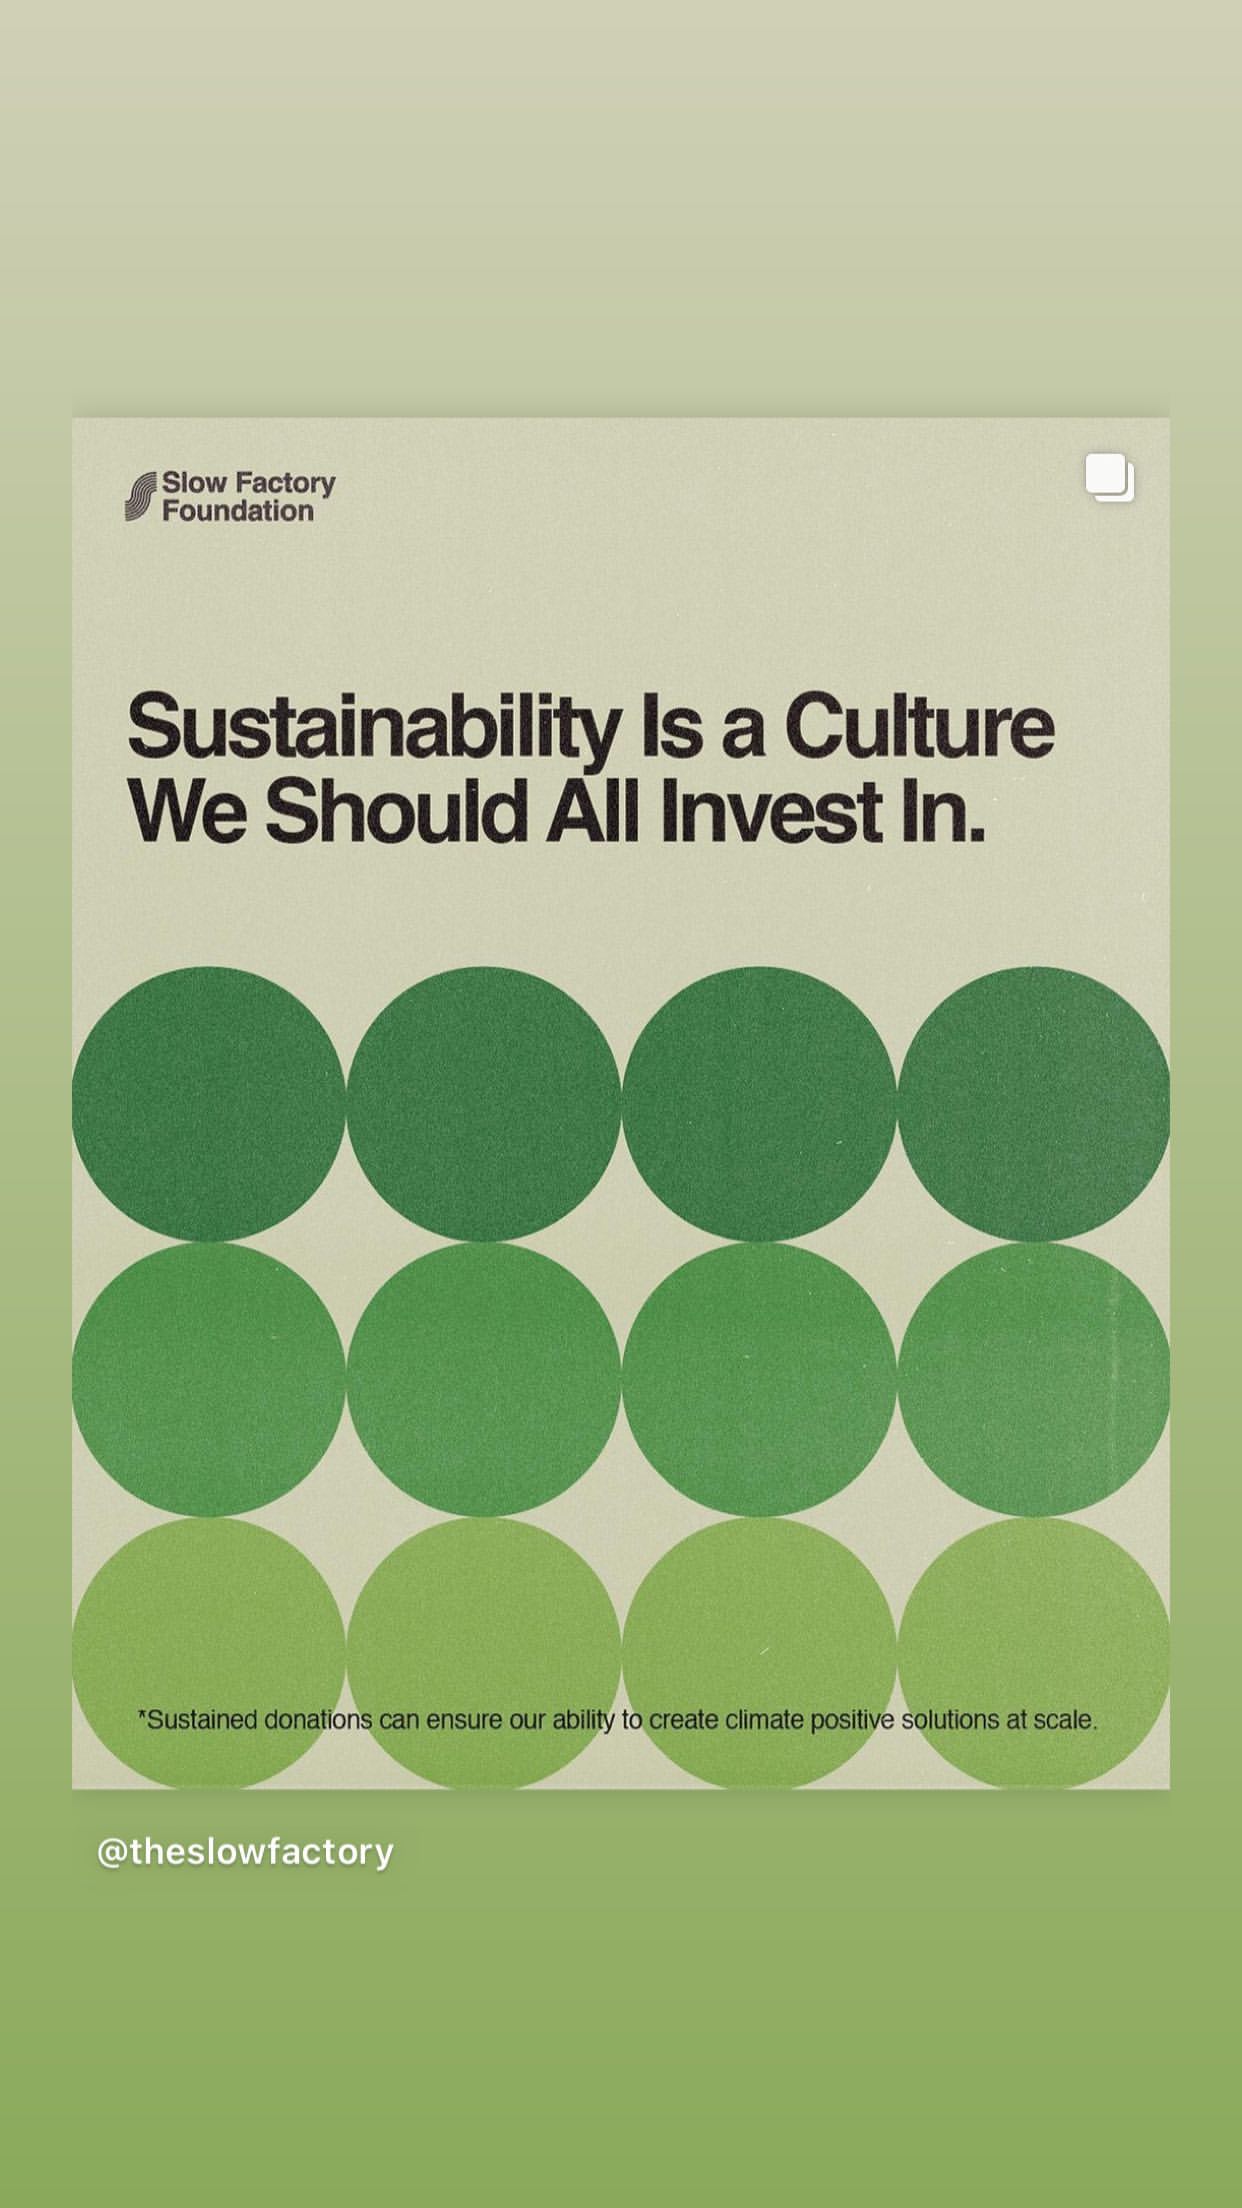 Slow Factory
Foundation
Sustainability Is a Culture
We Should All Invest In.
*Sustained donations can ensure our ability to create climate positive solutions at scale.
@theslowfactory